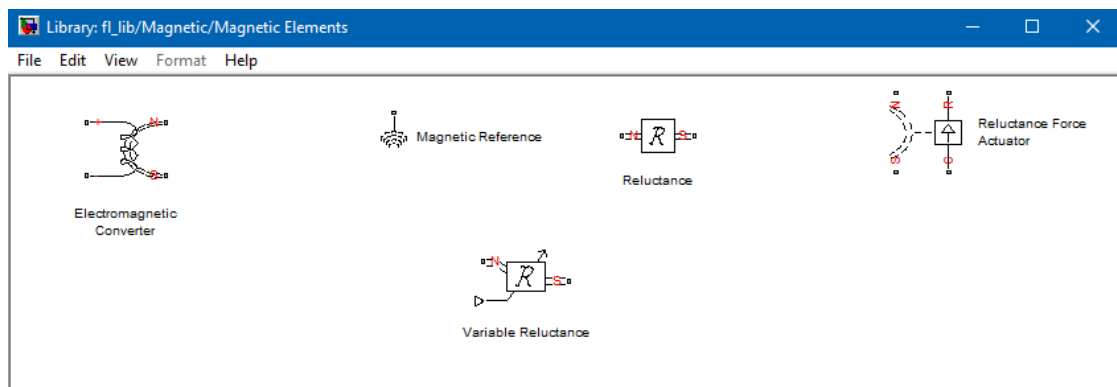 Library: fl_lib/Magnetic/Magnetic Elements
File Edit View Format Help
+ N
- S
Electromagnetic
Converter
Magnetic Reference
N R S
Reluctance
N R
S C
Reluctance Force
Actuator
N R S
Variable Reluctance